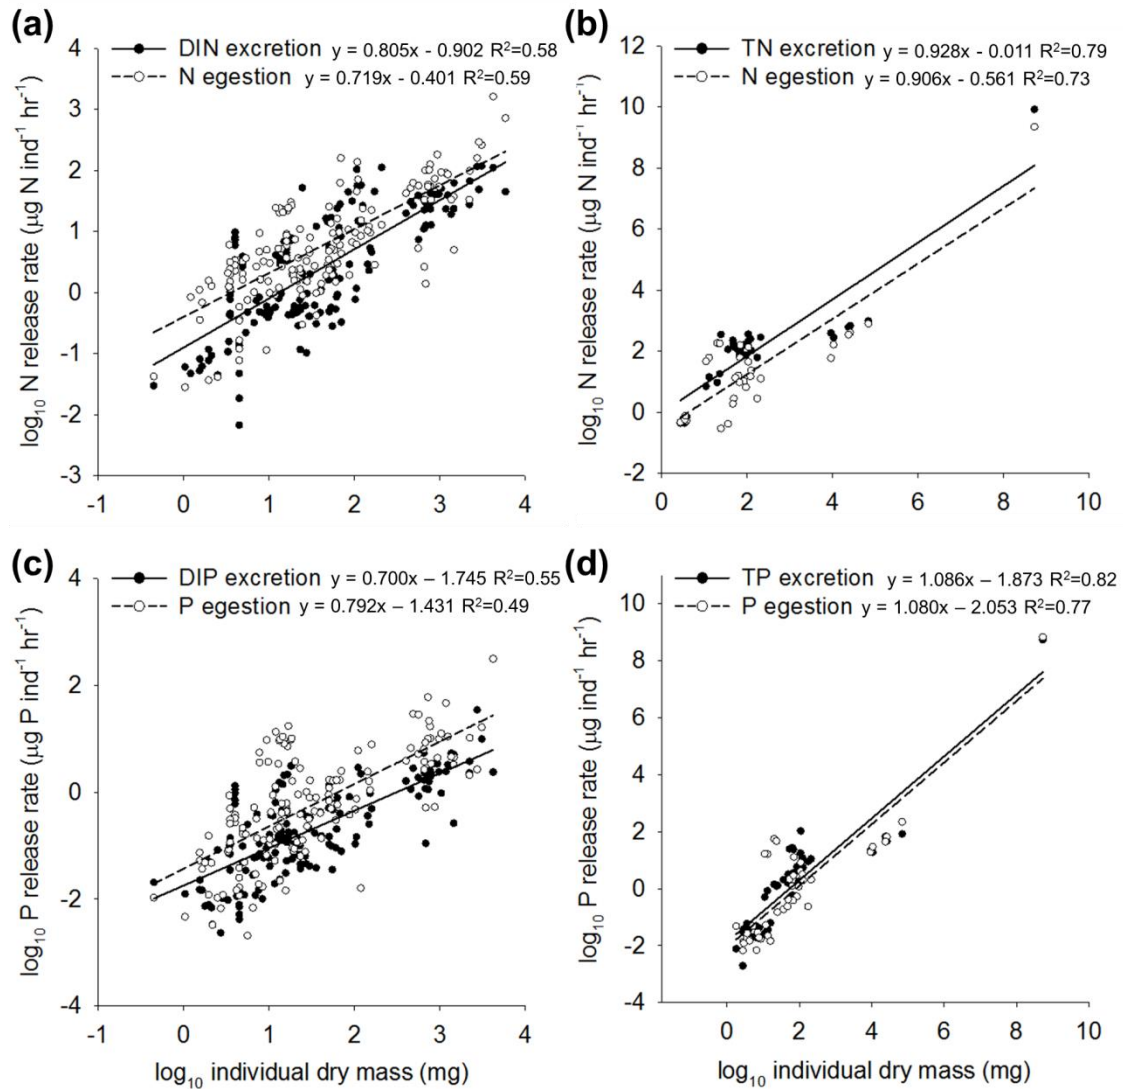 (a)
DIN excretion y = 0.805x - 0.902 R²=0.58
N egestion y = 0.719x - 0.401 R²=0.59
log₁₀ N release rate (µg N ind⁻¹ hr⁻¹)
4
3
2
1
0
-1
-2
-3
-1 0 1 2 3 4
(b)
TN excretion y = 0.928x - 0.011 R²=0.79
N egestion y = 0.906x - 0.561 R²=0.73
log₁₀ N release rate (µg N ind⁻¹ hr⁻¹)
12
10
8
6
4
2
0
-2
0 2 4 6 8 10
(c)
DIP excretion y = 0.700x – 1.745 R²=0.55
P egestion y = 0.792x – 1.431 R²=0.49
log₁₀ P release rate (µg P ind⁻¹ hr⁻¹)
4
2
0
-2
-4
-1 0 1 2 3 4
log₁₀ individual dry mass (mg)
(d)
TP excretion y = 1.086x – 1.873 R²=0.82
P egestion y = 1.080x – 2.053 R²=0.77
log₁₀ P release rate (µg ind⁻¹ hr⁻¹)
10
8
6
4
2
0
-2
-4
0 2 4 6 8 10
log₁₀ individual dry mass (mg)